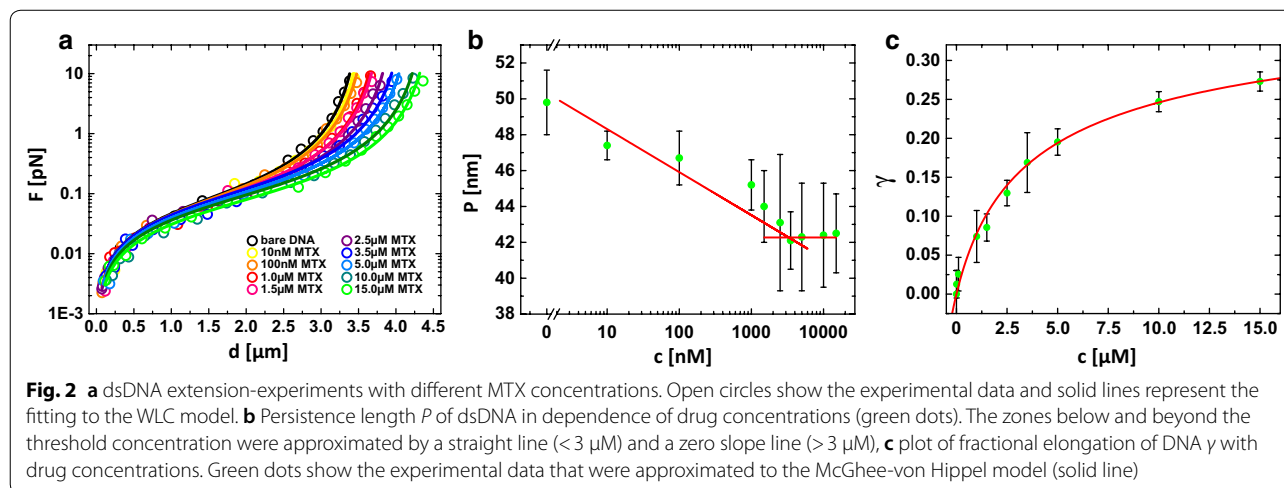 a
b
c
F [pN]
10
1
0.1
0.01
1E-3
bare DNA
10nM MTX
100nM MTX
1.0µM MTX
1.5µM MTX
2.5µM MTX
3.5µM MTX
5.0µM MTX
10.0µM MTX
15.0µM MTX
0.0 0.5 1.0 1.5 2.0 2.5 3.0 3.5 4.0 4.5
d [µm]
P [nm]
52
50
48
46
44
42
40
38
0 10 100 1000 10000
c [nM]
γ
0.25
0.20
0.15
0.10
0.05
0.00
0.0 2.5 5.0 7.5 10.0 12.5 15.0
c [µM]
Fig. 2 a dsDNA extension-experiments with different MTX concentrations. Open circles show the experimental data and solid lines represent the
fitting to the WLC model. b Persistence length P of dsDNA in dependence of drug concentrations (green dots). The zones below and beyond the
threshold concentration were approximated by a straight line (< 3 µM) and a zero slope line (> 3 µM), c plot of fractional elongation of DNA γ with
drug concentrations. Green dots show the experimental data that were approximated to the McGhee-von Hippel model (solid line)